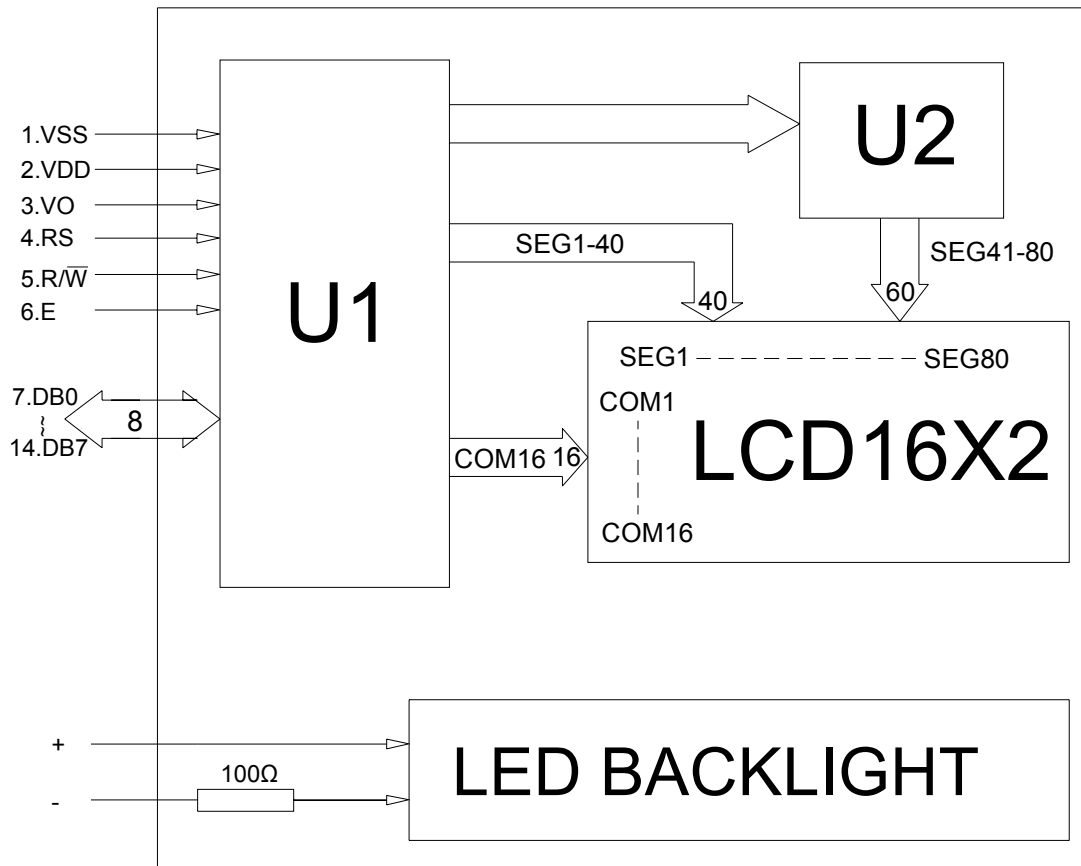 1.VSS
2.VDD
3.VO
4.RS
5.R/W̅
6.E
7.DB0
~
14.DB7
8
U1
U2
SEG1-40
40
SEG41-80
60
COM16 16
SEG1 SEG80
COM1
COM16
LCD16X2
+
-
100Ω
LED BACKLIGHT